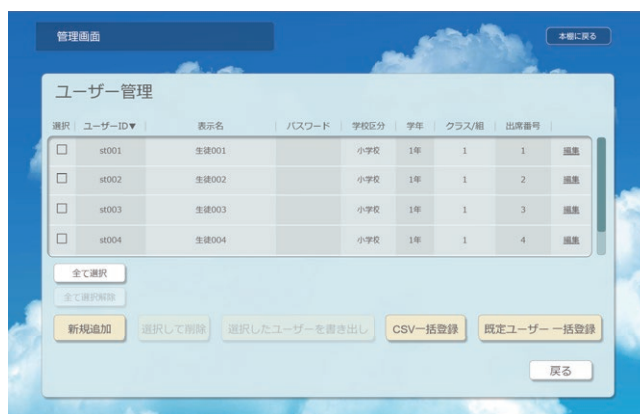 管理画面 本棚に戻る
ユーザー管理
選択 ユーザーID▼ 表示名 パスワード 学校区分 学年 クラス/組 出席番号
st001 生徒001 小学校 1年 1 1 編集
st002 生徒002 小学校 1年 1 2 編集
st003 生徒003 小学校 1年 1 3 編集
st004 生徒004 小学校 1年 1 4 編集
全て選択
全て選択解除
新規追加 選択して削除 選択したユーザーを書き出し CSV一括登録 既定ユーザー 一括登録
戻る